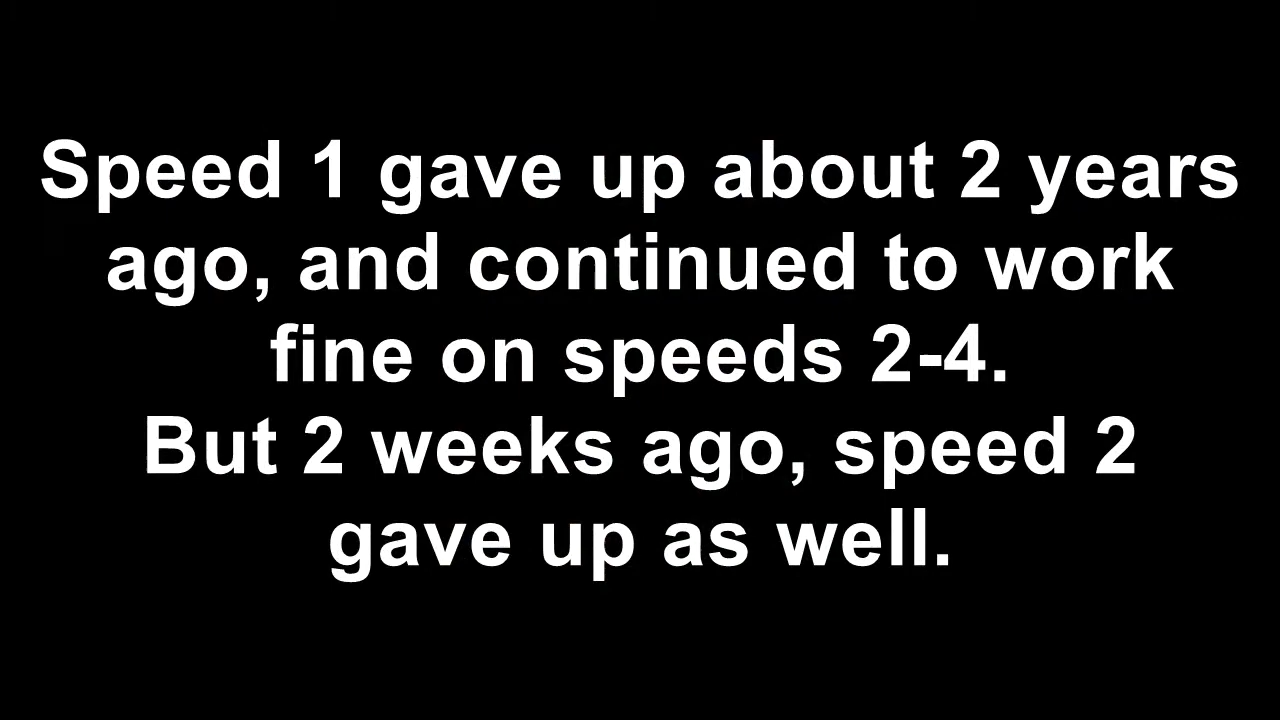 Speed 1 gave up about 2 years
ago, and continued to work
fine on speeds 2-4.
But 2 weeks ago, speed 2
gave up as well.